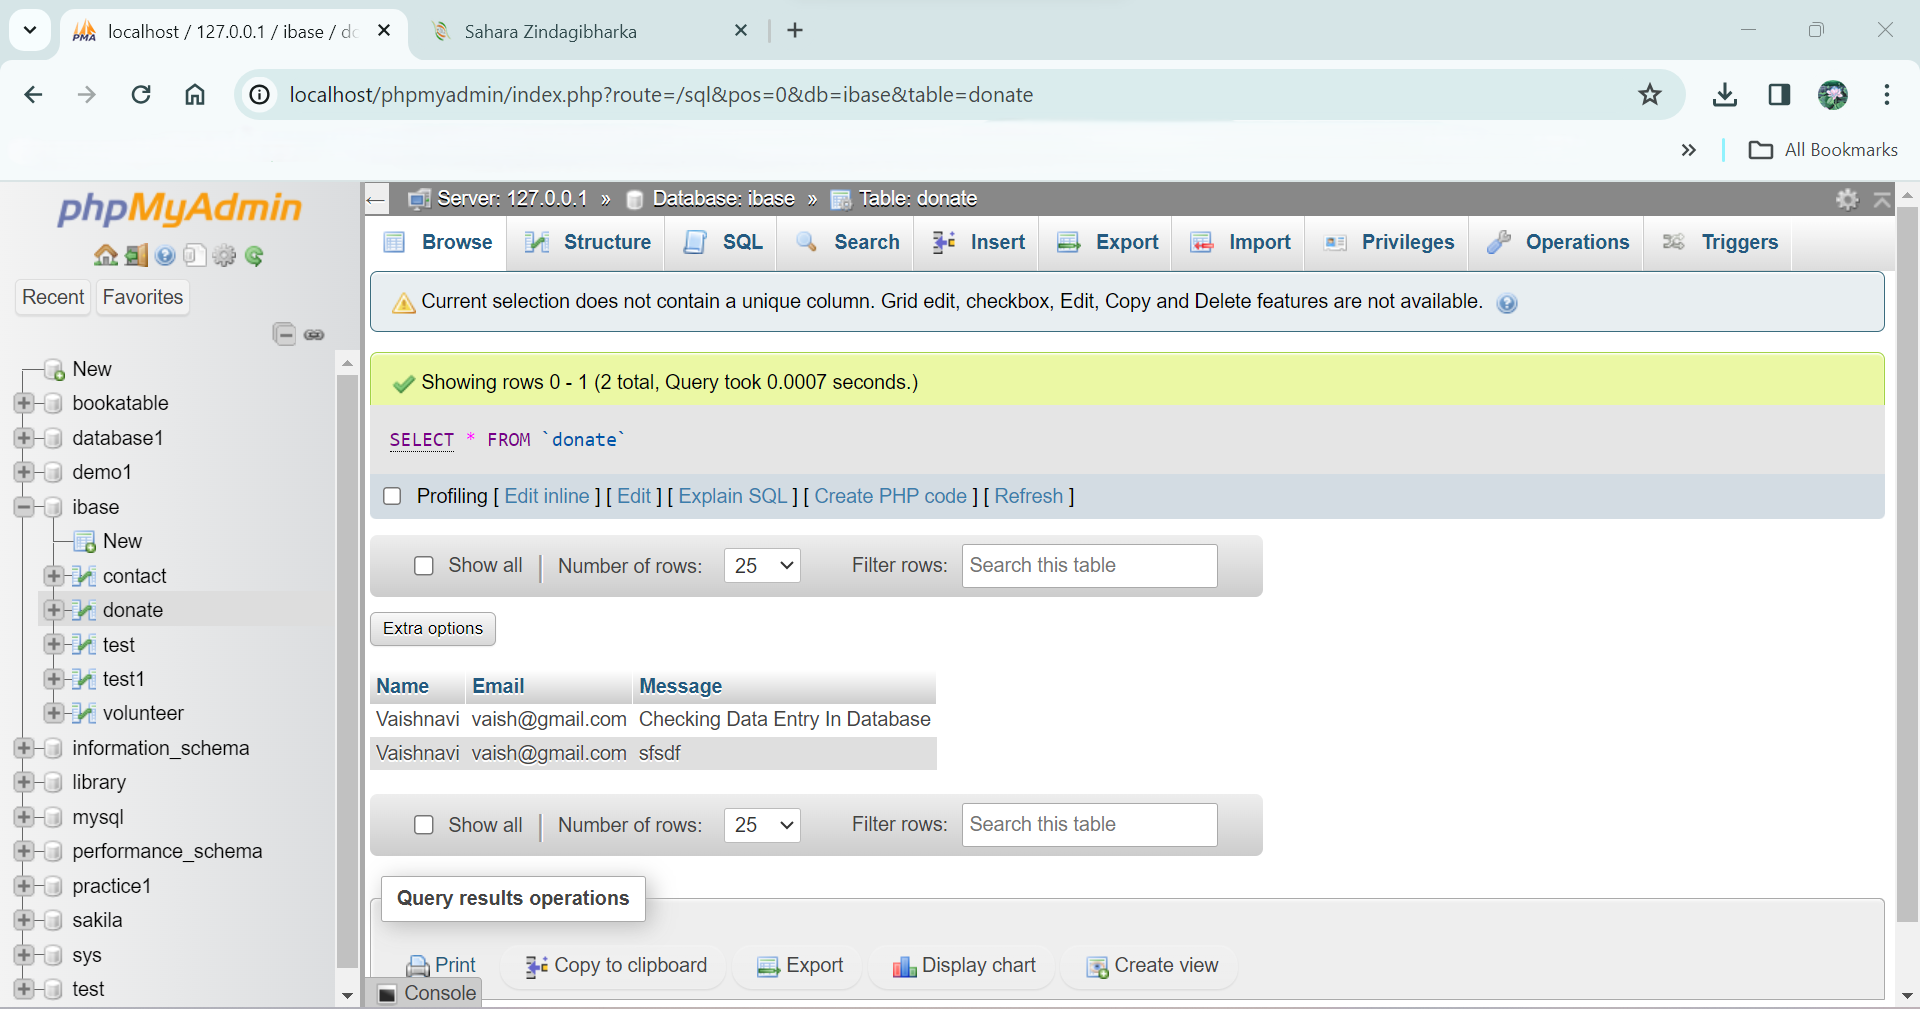 localhost / 127.0.0.1 / ibase / do
Sahara Zindagibharka
localhost/phpmyadmin/index.php?route=/sql&pos=0&db=ibase&table=donate
All Bookmarks
phpMyAdmin
Recent
Favorites
New
bookatable
database1
demo1
ibase
New
contact
donate
test
test1
volunteer
information_schema
library
mysql
performance_schema
practice1
sakila
sys
test
Server: 127.0.0.1 » Database: ibase » Table: donate
Browse Structure SQL Search Insert Export Import Privileges Operations Triggers
Current selection does not contain a unique column. Grid edit, checkbox, Edit, Copy and Delete features are not available.
Showing rows 0 - 1 (2 total, Query took 0.0007 seconds.)
SELECT * FROM `donate`
Profiling [ Edit inline ] [ Edit ] [ Explain SQL ] [ Create PHP code ] [ Refresh ]
Show all | Number of rows: 25 Filter rows: Search this table
Extra options
Name Email Message
Vaishnavi vaish@gmail.com Checking Data Entry In Database
Vaishnavi vaish@gmail.com sfsdf
Show all | Number of rows: 25 Filter rows: Search this table
Query results operations
Print Copy to clipboard Export Display chart Create view
Console